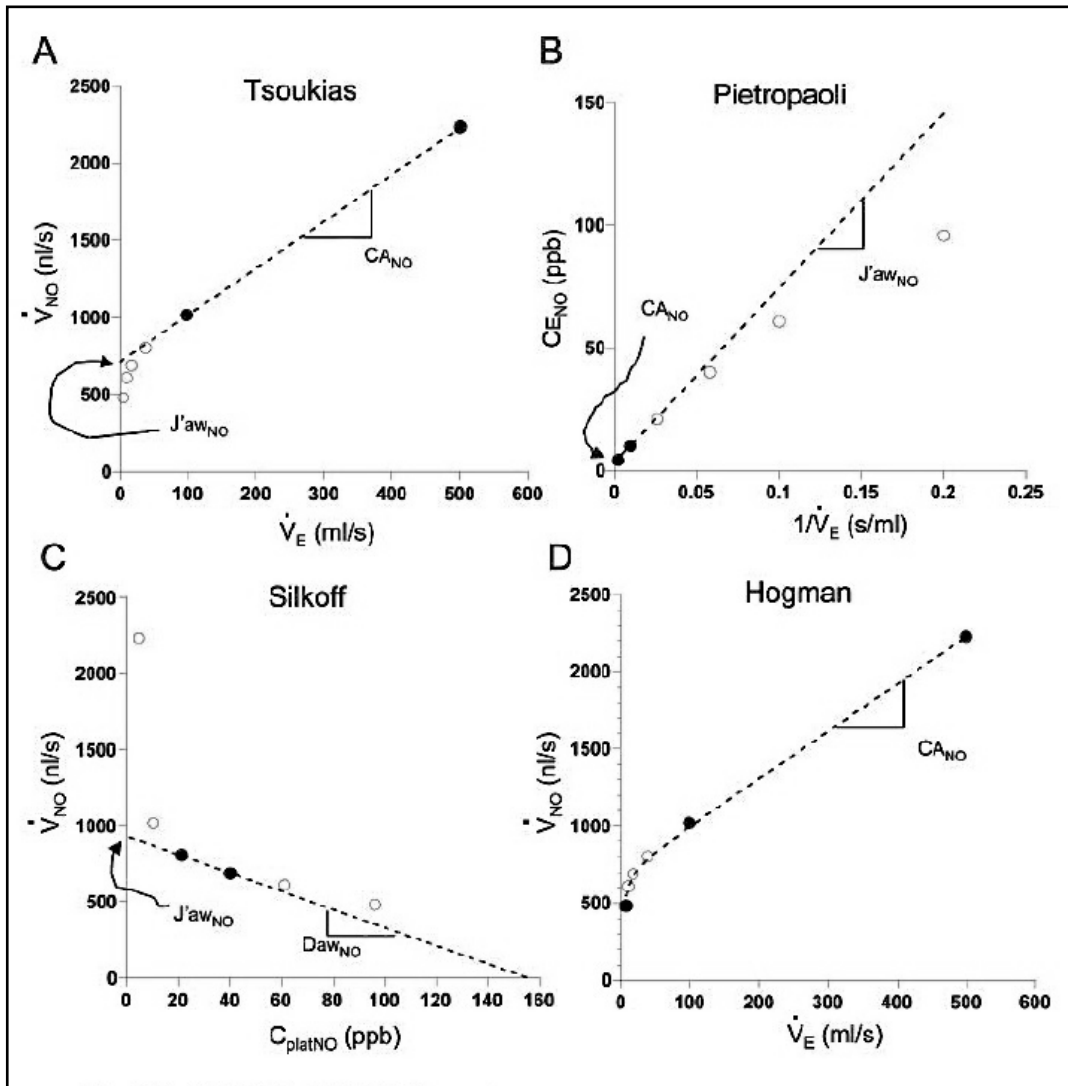 A
Tsoukias
2500
2000
1500
1000
500
0
V̇NO (nl/s)
CANO
J'awNO
0 100 200 300 400 500 600
V̇E (ml/s)
B
Pietropaoli
150
100
50
0
CENO (ppb)
J'awNO
CANO
0 0.05 0.1 0.15 0.2 0.25
1/V̇E (s/ml)
C
Silkoff
2500
2000
1500
1000
500
0
V̇NO (nl/s)
J'awNO
DawNO
0 20 40 60 80 100 120 140 160
CplatNO (ppb)
D
Hogman
2500
2000
1500
1000
500
0
V̇NO (nl/s)
CANO
0 100 200 300 400 500 600
V̇E (ml/s)